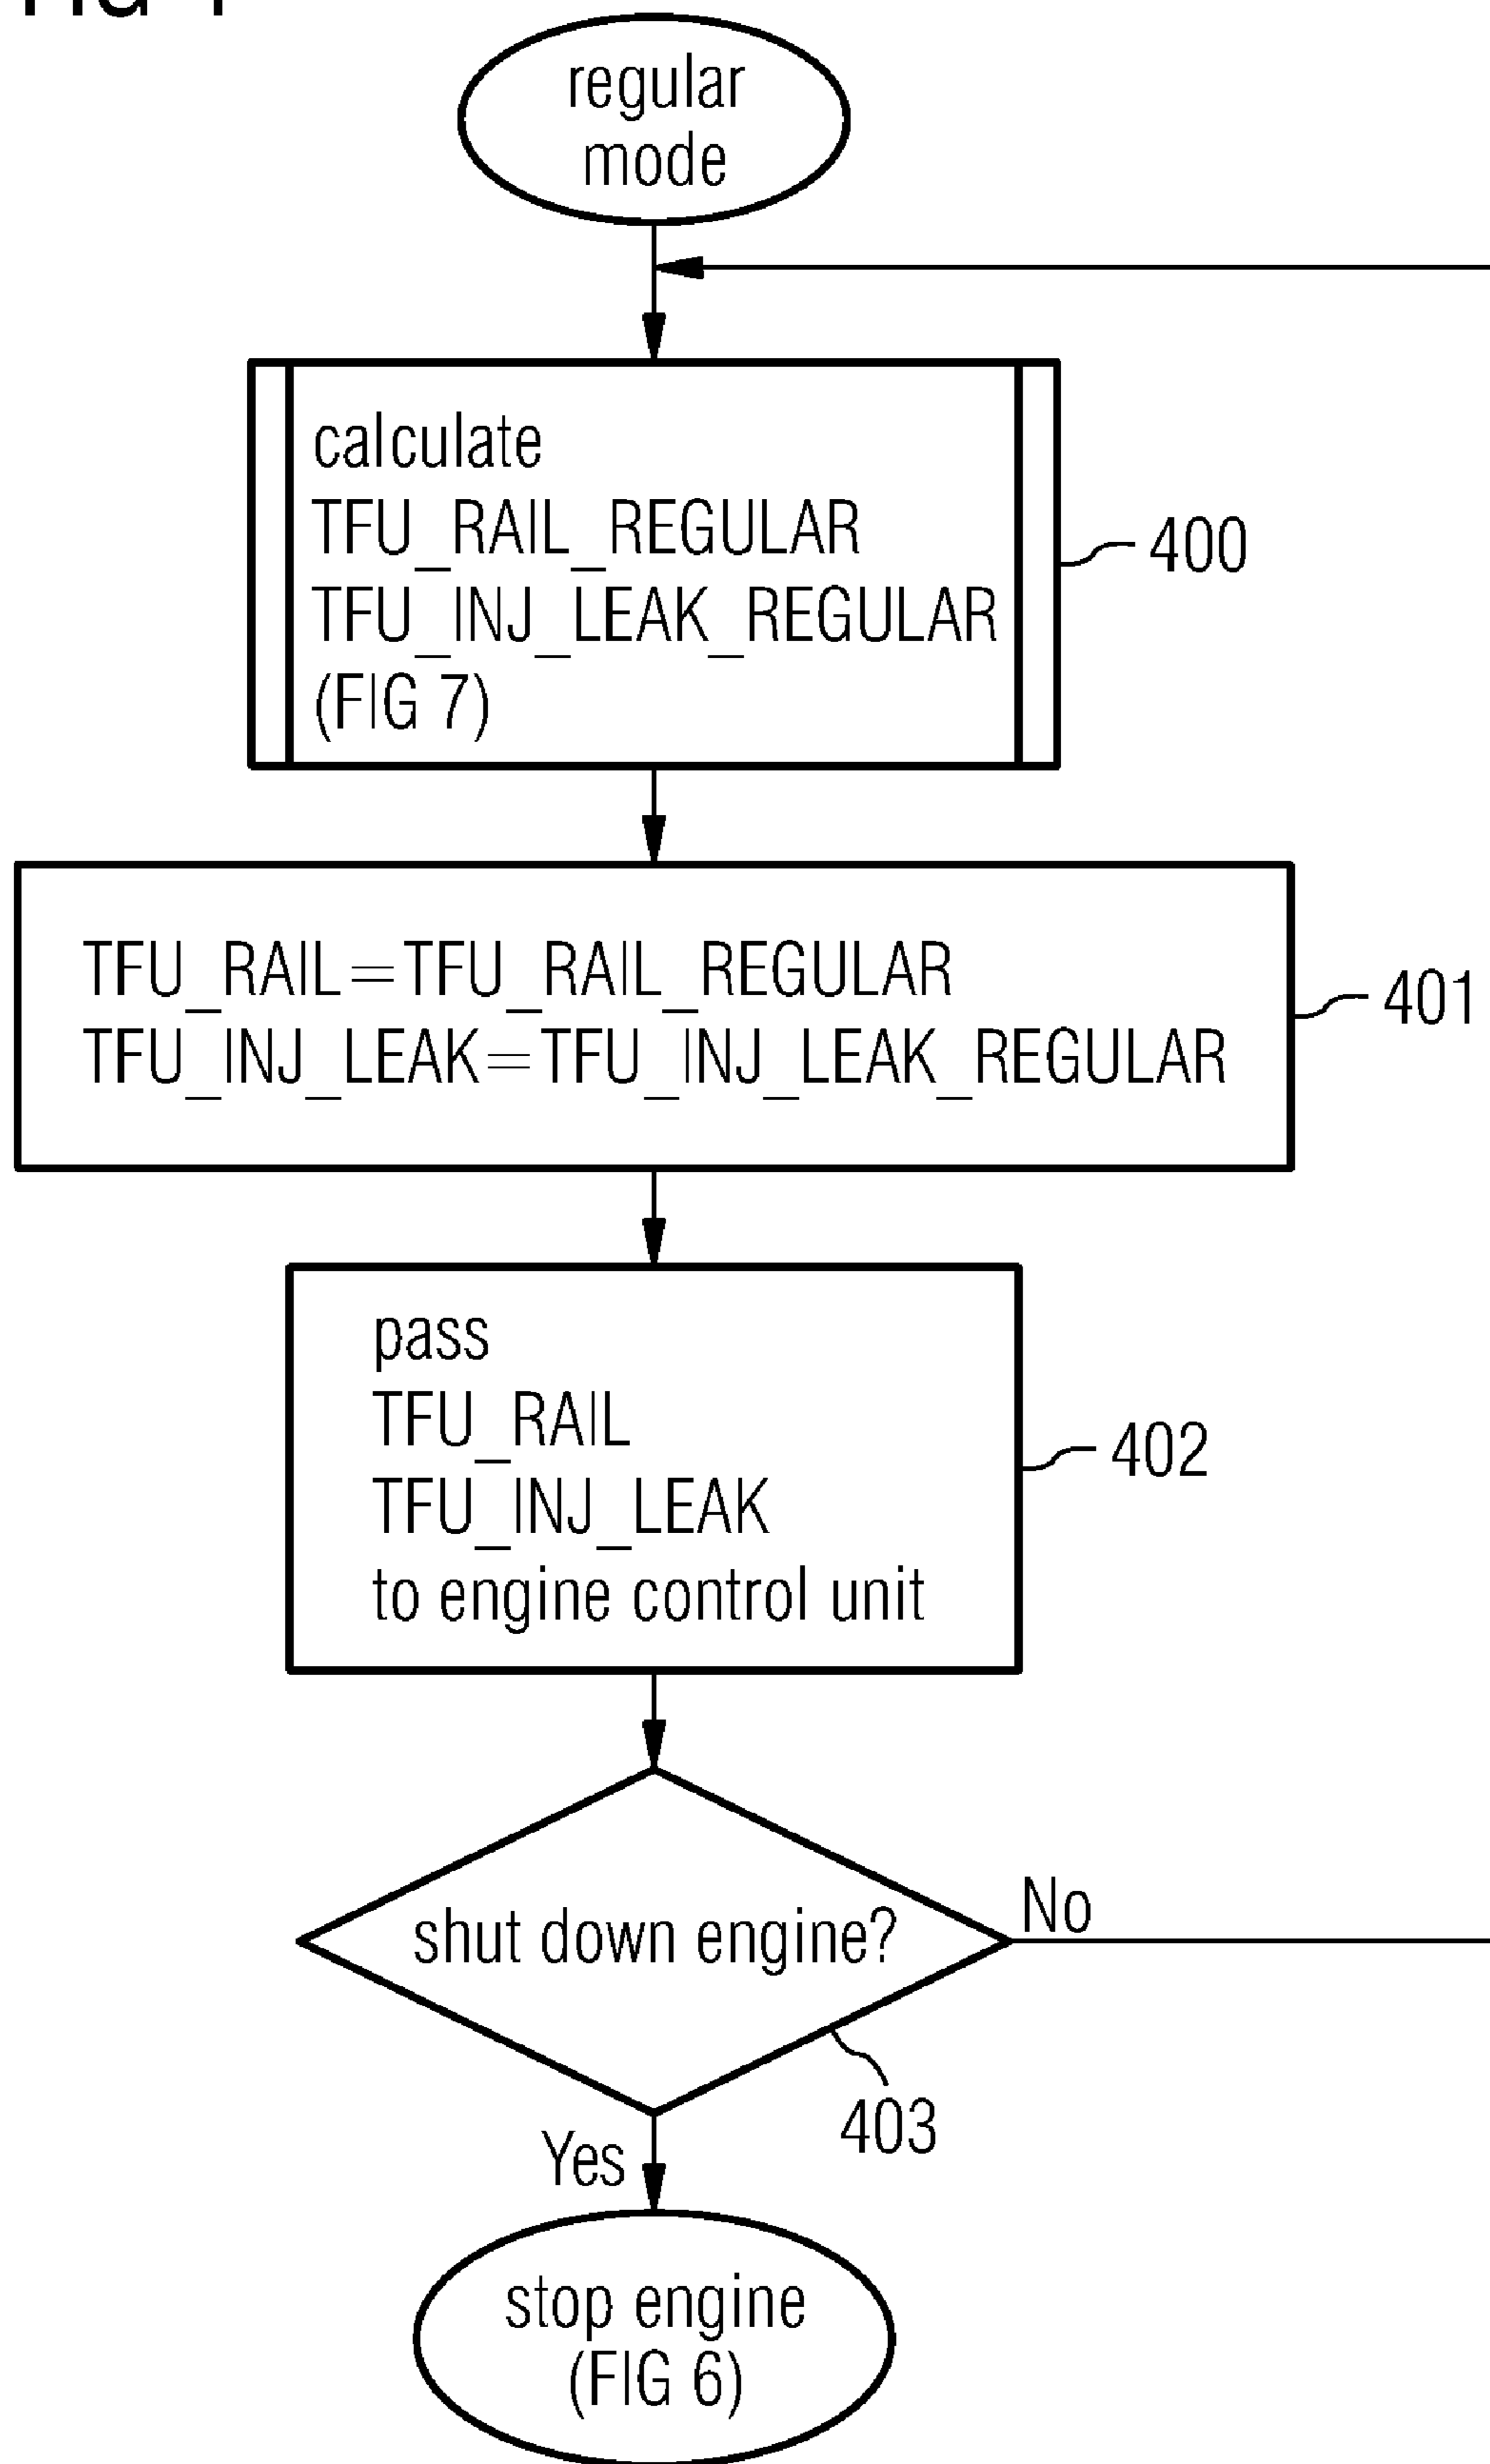 regular
mode
calculate
TFU_RAIL_REGULAR
TFU_INJ_LEAK_REGULAR
(FIG 7)
400
TFU_RAIL=TFU_RAIL_REGULAR
TFU_INJ_LEAK=TFU_INJ_LEAK_REGULAR
401
pass
TFU_RAIL
TFU_INJ_LEAK
to engine control unit
402
shut down engine?
No
403
Yes
stop engine
(FIG 6)